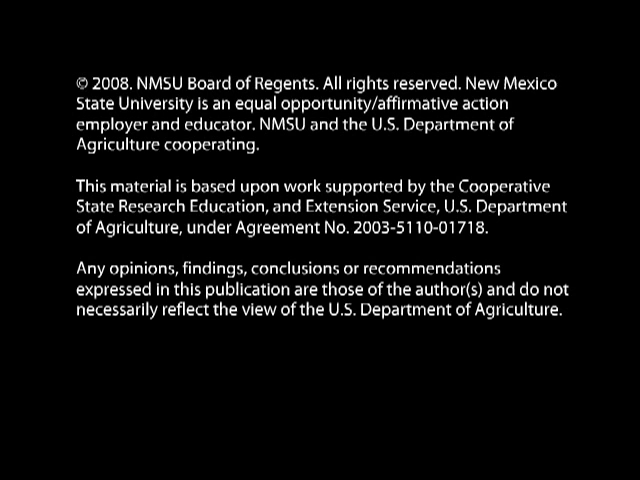 © 2008. NMSU Board of Regents. All rights reserved. New Mexico
State University is an equal opportunity/affirmative action
employer and educator. NMSU and the U.S. Department of
Agriculture cooperating.
This material is based upon work supported by the Cooperative
State Research Education, and Extension Service, U.S. Department
of Agriculture, under Agreement No. 2003-5110-01718.
Any opinions, findings, conclusions or recommendations
expressed in this publication are those of the author(s) and do not
necessarily reflect the view of the U.S. Department of Agriculture.